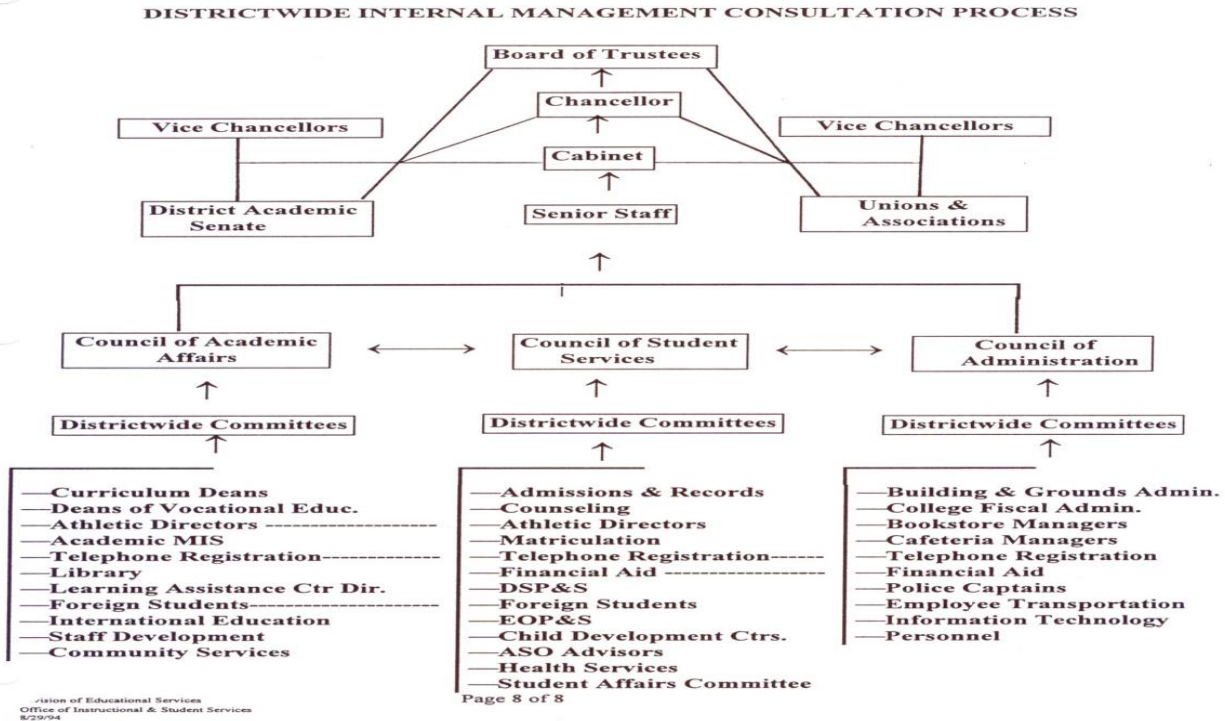 DISTRICTWIDE INTERNAL MANAGEMENT CONSULTATION PROCESS
Board of Trustees
Chancellor
Vice Chancellors
Vice Chancellors
Cabinet
District Academic
Senate
Senior Staff
Unions &
Associations
Council of Academic
Affairs
Council of Student
Services
Council of
Administration
Districtwide Committees
Districtwide Committees
Districtwide Committees
Curriculum Deans
Deans of Vocational Educ.
Athletic Directors
Academic MIS
Telephone Registration
Library
Learning Assistance Ctr Dir.
Foreign Students
International Education
Staff Development
Community Services
Admissions & Records
Counseling
Athletic Directors
Matriculation
Telephone Registration
Financial Aid
DSP&S
Foreign Students
EOP&S
Child Development Ctrs.
ASO Advisors
Health Services
Student Affairs Committee
Building & Grounds Admin.
College Fiscal Admin.
Bookstore Managers
Cafeteria Managers
Telephone Registration
Financial Aid
Police Captains
Employee Transportation
Information Technology
Personnel
of Educational Services
Office of Instructional & Student Services
8/29/94
Page 8 of 8